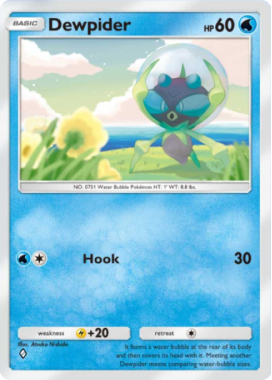 BASIC Dewpider HP 60
NO. 0751 Water Bubble Pokémon HT: 1' WT: 8.8 lbs.
Hook 30
weakness +20 retreat
Illus. Atsuko Nishida
It forms a water bubble at the rear of its body
and then covers its head with it. Meeting another
Dewpider means comparing water-bubble sizes.